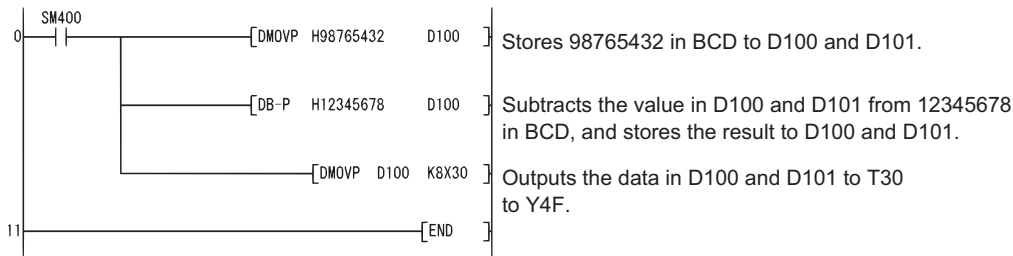 SM400
0 DMOVP H98765432 D100 Stores 98765432 in BCD to D100 and D101.
DB-P H12345678 D100 Subtracts the value in D100 and D101 from 12345678
in BCD, and stores the result to D100 and D101.
DMOVP D100 K8X30 Outputs the data in D100 and D101 to T30
to Y4F.
11 END